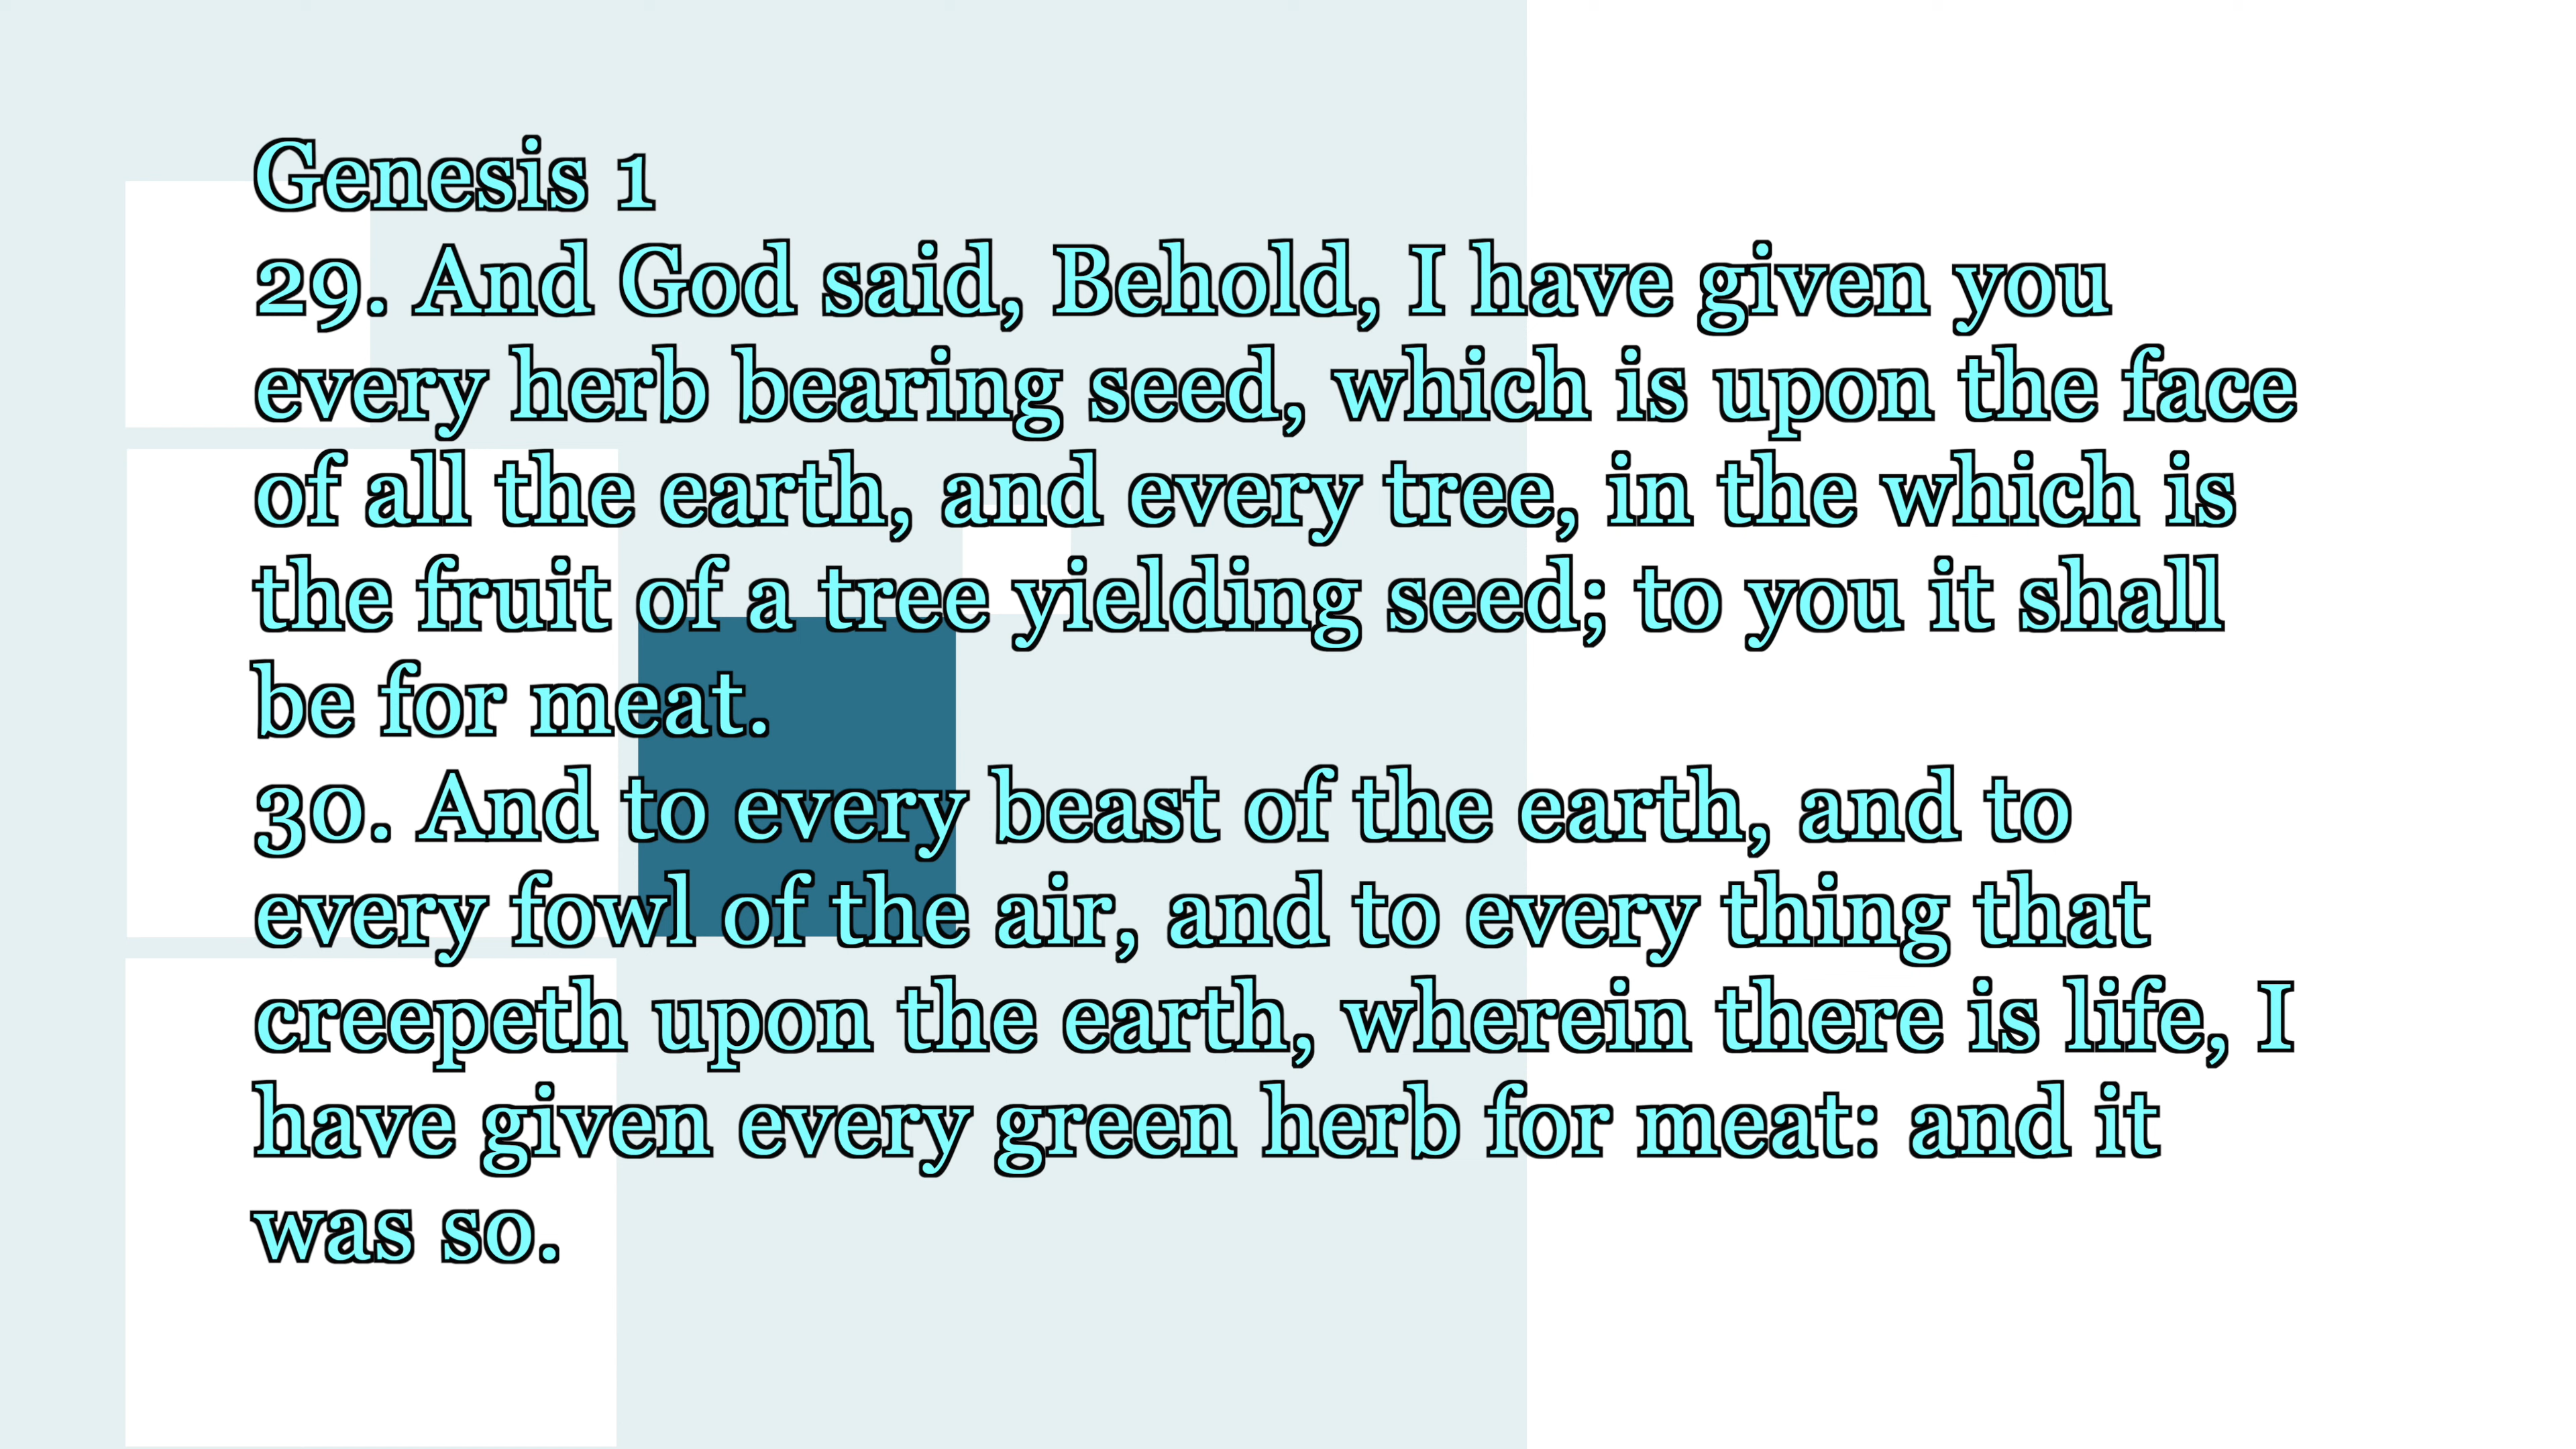 Genesis 1
29. And God said, Behold, I have given you
every herb bearing seed, which is upon the face
of all the earth, and every tree, in the which is
the fruit of a tree yielding seed; to you it shall
be for meat.
30. And to every beast of the earth, and to
every fowl of the air, and to every thing that
creepeth upon the earth, wherein there is life, I
have given every green herb for meat: and it
was so.